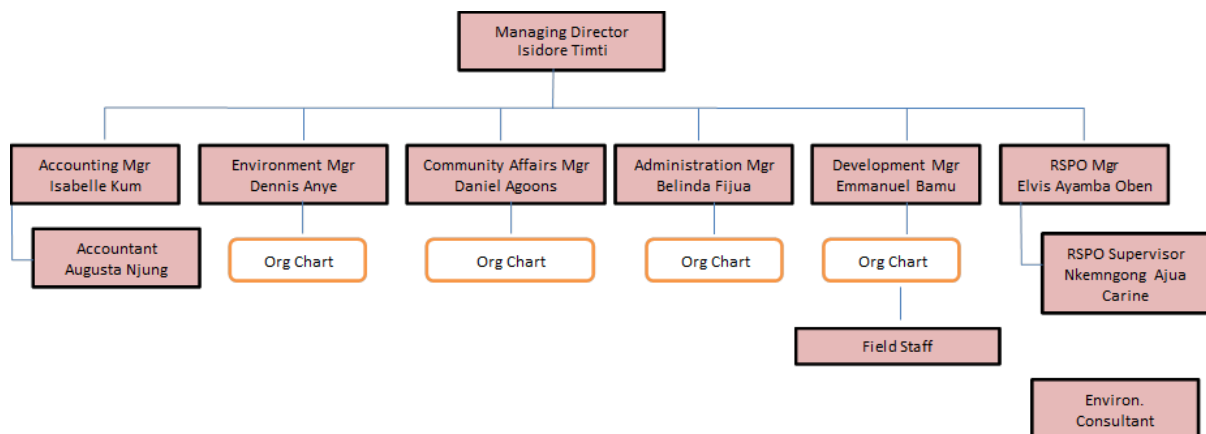 Managing Director
Isidore Timti
Accounting Mgr
Isabelle Kum
Environment Mgr
Dennis Anye
Community Affairs Mgr
Daniel Agoons
Administration Mgr
Belinda Fijua
Development Mgr
Emmanuel Bamu
RSPO Mgr
Elvis Ayamba Oben
Accountant
Augusta Njung
Org Chart
Org Chart
Org Chart
Org Chart
RSPO Supervisor
Nkemngong Ajua
Carine
Field Staff
Environ.
Consultant